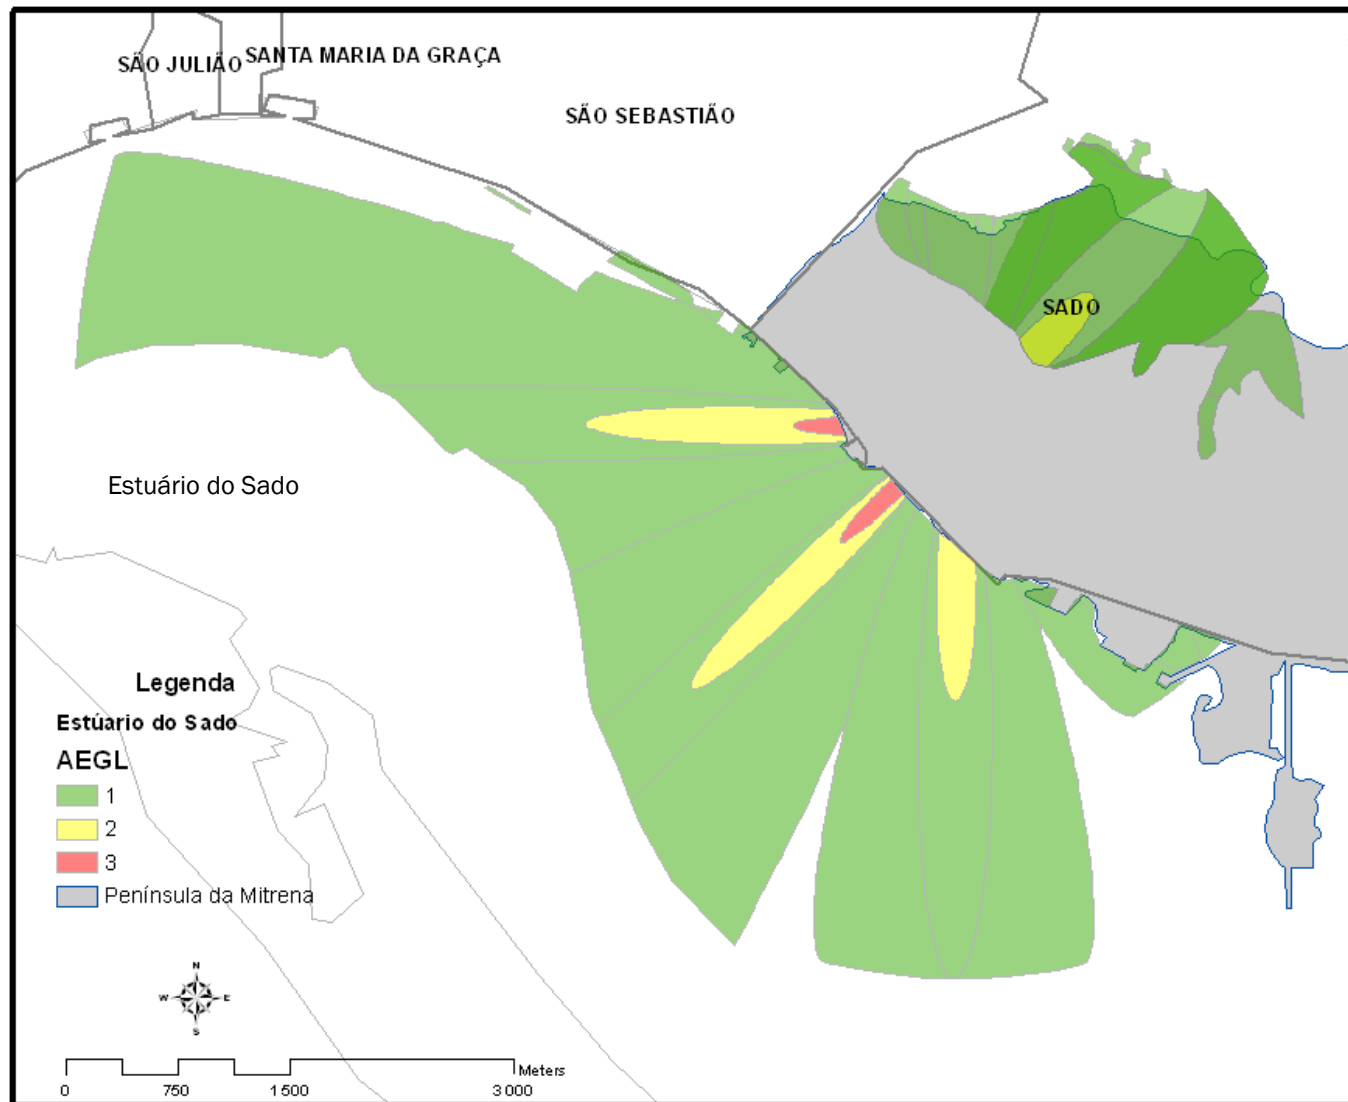 SANTA MARIA DA GRAÇA
SÃO JULIÃO
SÃO SEBASTIÃO
SADO
Estuário do Sado
Legenda
Estúario do Sado
AEGL
1
2
3
Península da Mitrena
N
W E
S
Meters
0 750 1 500 3 000